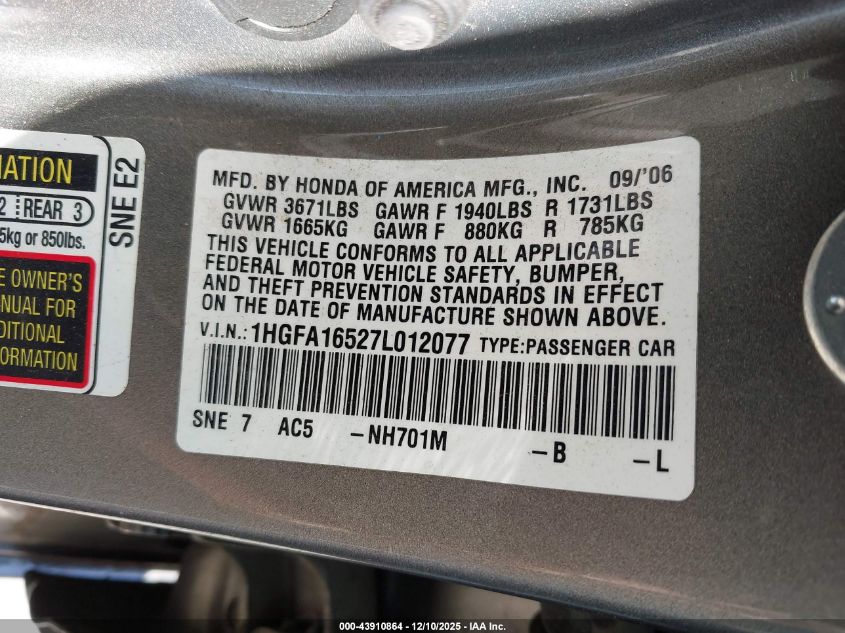 MATION
2 REAR 3
5kg or 850lbs.
E OWNER'S
NUAL FOR
DITIONAL
FORMATION
SNE E2
MFD. BY HONDA OF AMERICA MFG., INC. 09/'06
GVWR 3671LBS GAWR F 1940LBS R 1731LBS
GVWR 1665KG GAWR F 880KG R 785KG
THIS VEHICLE CONFORMS TO ALL APPLICABLE
FEDERAL MOTOR VEHICLE SAFETY, BUMPER,
AND THEFT PREVENTION STANDARDS IN EFFECT
ON THE DATE OF MANUFACTURE SHOWN ABOVE.
V.I.N.: 1HGFA16527L012077 TYPE:PASSENGER CAR
SNE 7 AC5 -NH701M -B -L
000-43910864 - 12/10/2025 - IAA Inc.